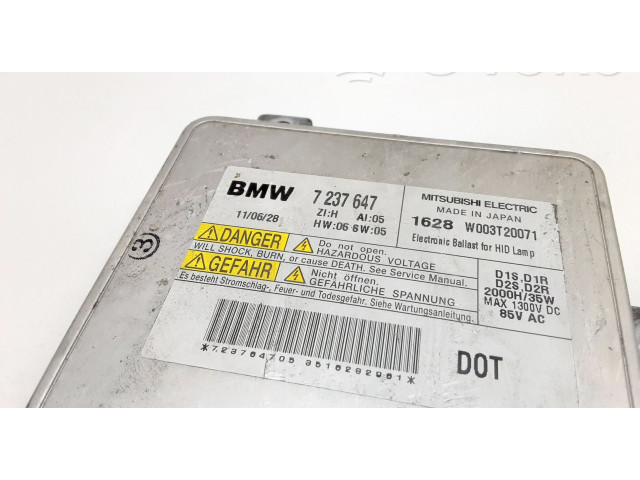 BMW 7 237 647
11/06/28 ZI:H AI:05
HW:06 SW:05
MITSUBISHI ELECTRIC
MADE IN JAPAN
1628 W003T20071
Electronic Ballast for HID Lamp
DANGER Do not open.
HAZARDOUS VOLTAGE
WILL SHOCK, BURN, or cause DEATH. See Service Manual.
GEFAHR Nicht öffnen.
GEFÄHRLICHE SPANNUNG
Es besteht Stromschlag-, Feuer- und Todesgefahr. Siehe Wartungsanleitung.
D1S,D1R
D2S,D2R
2000H/35W
MAX 1300V DC
85V AC
DOT
3